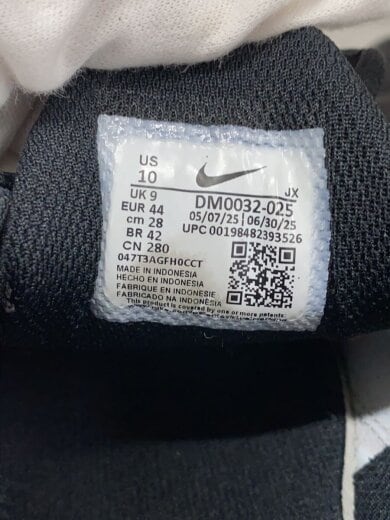 US
10
JX
UK 9
DM0032-025
EUR 44
05/07/25 | 06/30/25
cm 28
UPC 00198482393526
BR 42
CN 280
047T3AGFH0CCT
MADE IN INDONESIA
HECHO EN INDONESIA
FABRIQUE EN INDONESIE
FABRICADO NA INDONÉSIA
This product is covered by one or more patents: